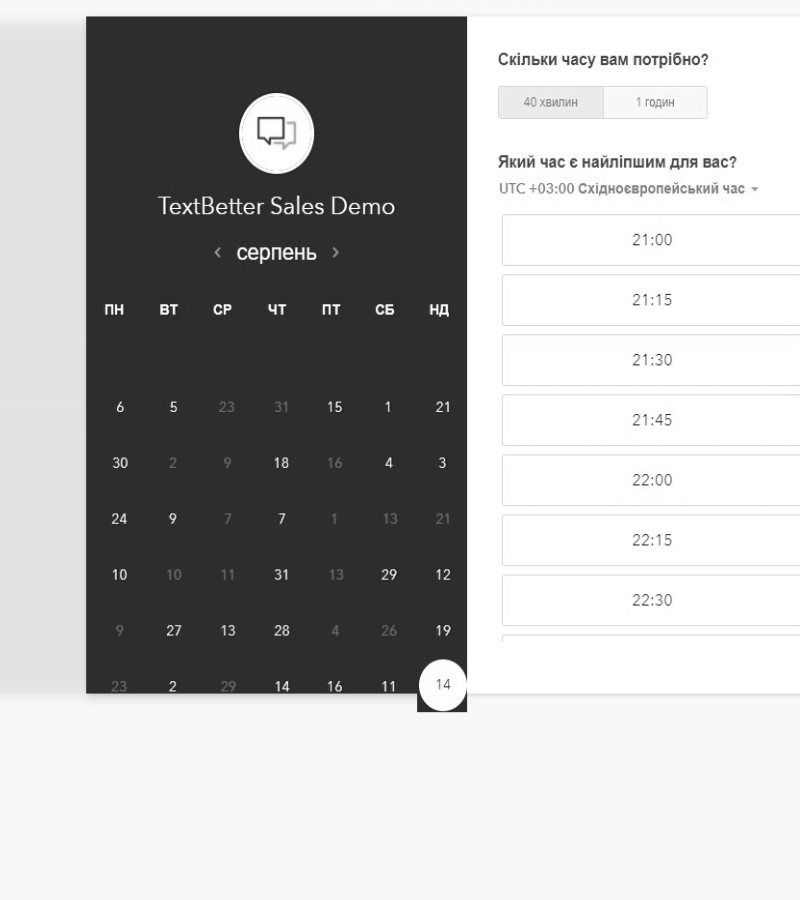 TextBetter Sales Demo
серпень
ПН ВТ СР ЧТ ПТ СБ НД
6 5 23 31 15 1 21
30 2 9 18 16 4 3
24 9 7 7 1 13 21
10 10 11 31 13 29 12
9 27 13 28 4 26 19
23 2 29 14 16 11 14
Скільки часу вам потрібно?
40 хвилин 1 годин
Який час є найліпшим для вас?
UTC +03:00 Східноєвропейський час
21:00
21:15
21:30
21:45
22:00
22:15
22:30